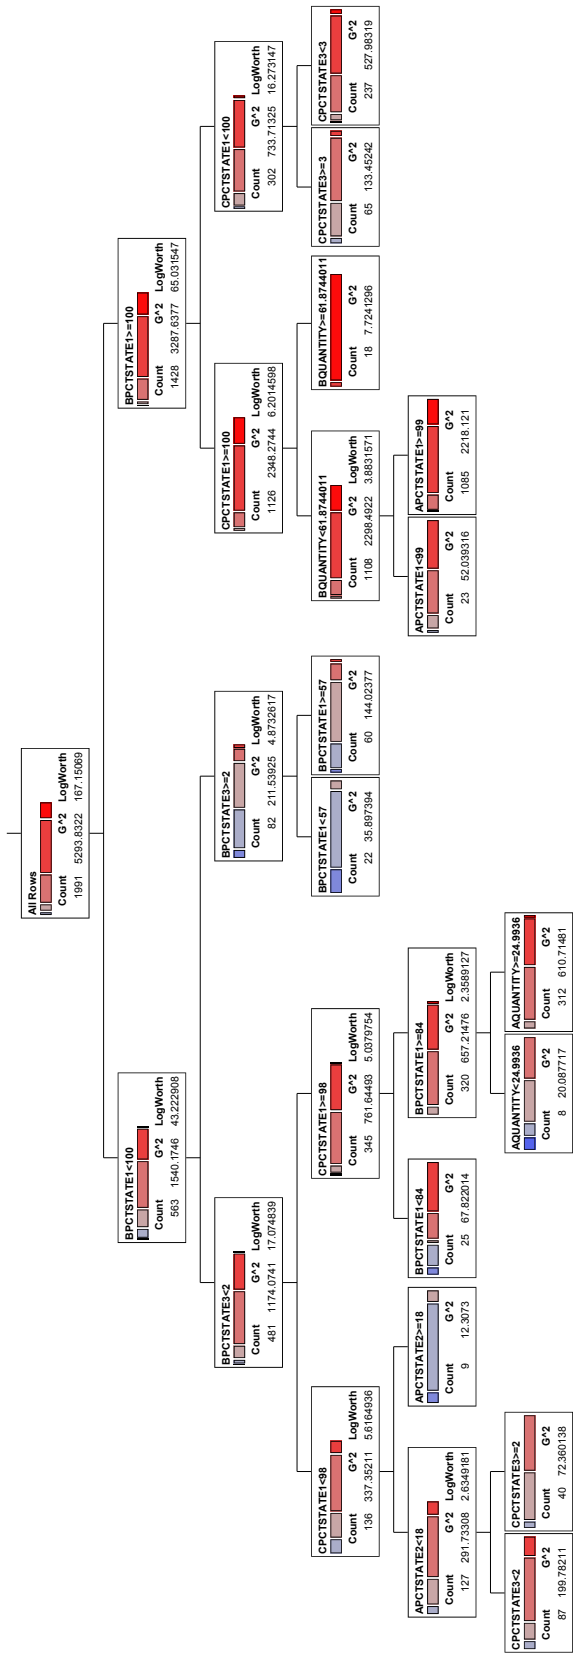 All Rows
Count G^2 LogWorth
1991 5293.8322 167.15069
BPCTSTATE1<100
Count G^2 LogWorth
563 1540.1746 43.222908
BPCTSTATE1>=100
Count G^2 LogWorth
1428 3287.6377 65.031547
BPCTSTATE3<2
Count G^2 LogWorth
481 1174.0741 17.074839
BPCTSTATE3>=2
Count G^2 LogWorth
82 211.53925 4.8732617
CPCTSTATE1>=100
Count G^2 LogWorth
1126 2348.2744 6.2014598
CPCTSTATE1<100
Count G^2 LogWorth
302 733.71325 16.273147
CPCTSTATE1<98
Count G^2 LogWorth
136 337.35211 5.6164936
CPCTSTATE1>=98
Count G^2 LogWorth
345 761.64493 5.0379754
BPCTSTATE1<57
Count G^2
22 35.897394
BPCTSTATE1>=57
Count G^2
60 144.02377
BQUANTITY<61.8744011
Count G^2 LogWorth
1108 2298.4922 3.8831571
BQUANTITY>=61.8744011
Count G^2
18 7.7241296
CPCTSTATE3>=3
Count G^2
65 133.45242
CPCTSTATE3<3
Count G^2
237 527.98319
APCTSTATE2<18
Count G^2 LogWorth
127 291.73308 2.6349181
APCTSTATE2>=18
Count G^2
9 12.3073
BPCTSTATE1<84
Count G^2
25 67.822014
BPCTSTATE1>=84
Count G^2 LogWorth
320 657.21476 2.3589127
APCTSTATE1<99
Count G^2
23 52.039316
APCTSTATE1>=99
Count G^2
1085 2218.121
CPCTSTATE3<2
Count G^2
87 199.78211
CPCTSTATE3>=2
Count G^2
40 72.360138
AQUANTITY<24.9936
Count G^2
8 20.087717
AQUANTITY>=24.9936
Count G^2
312 610.71481